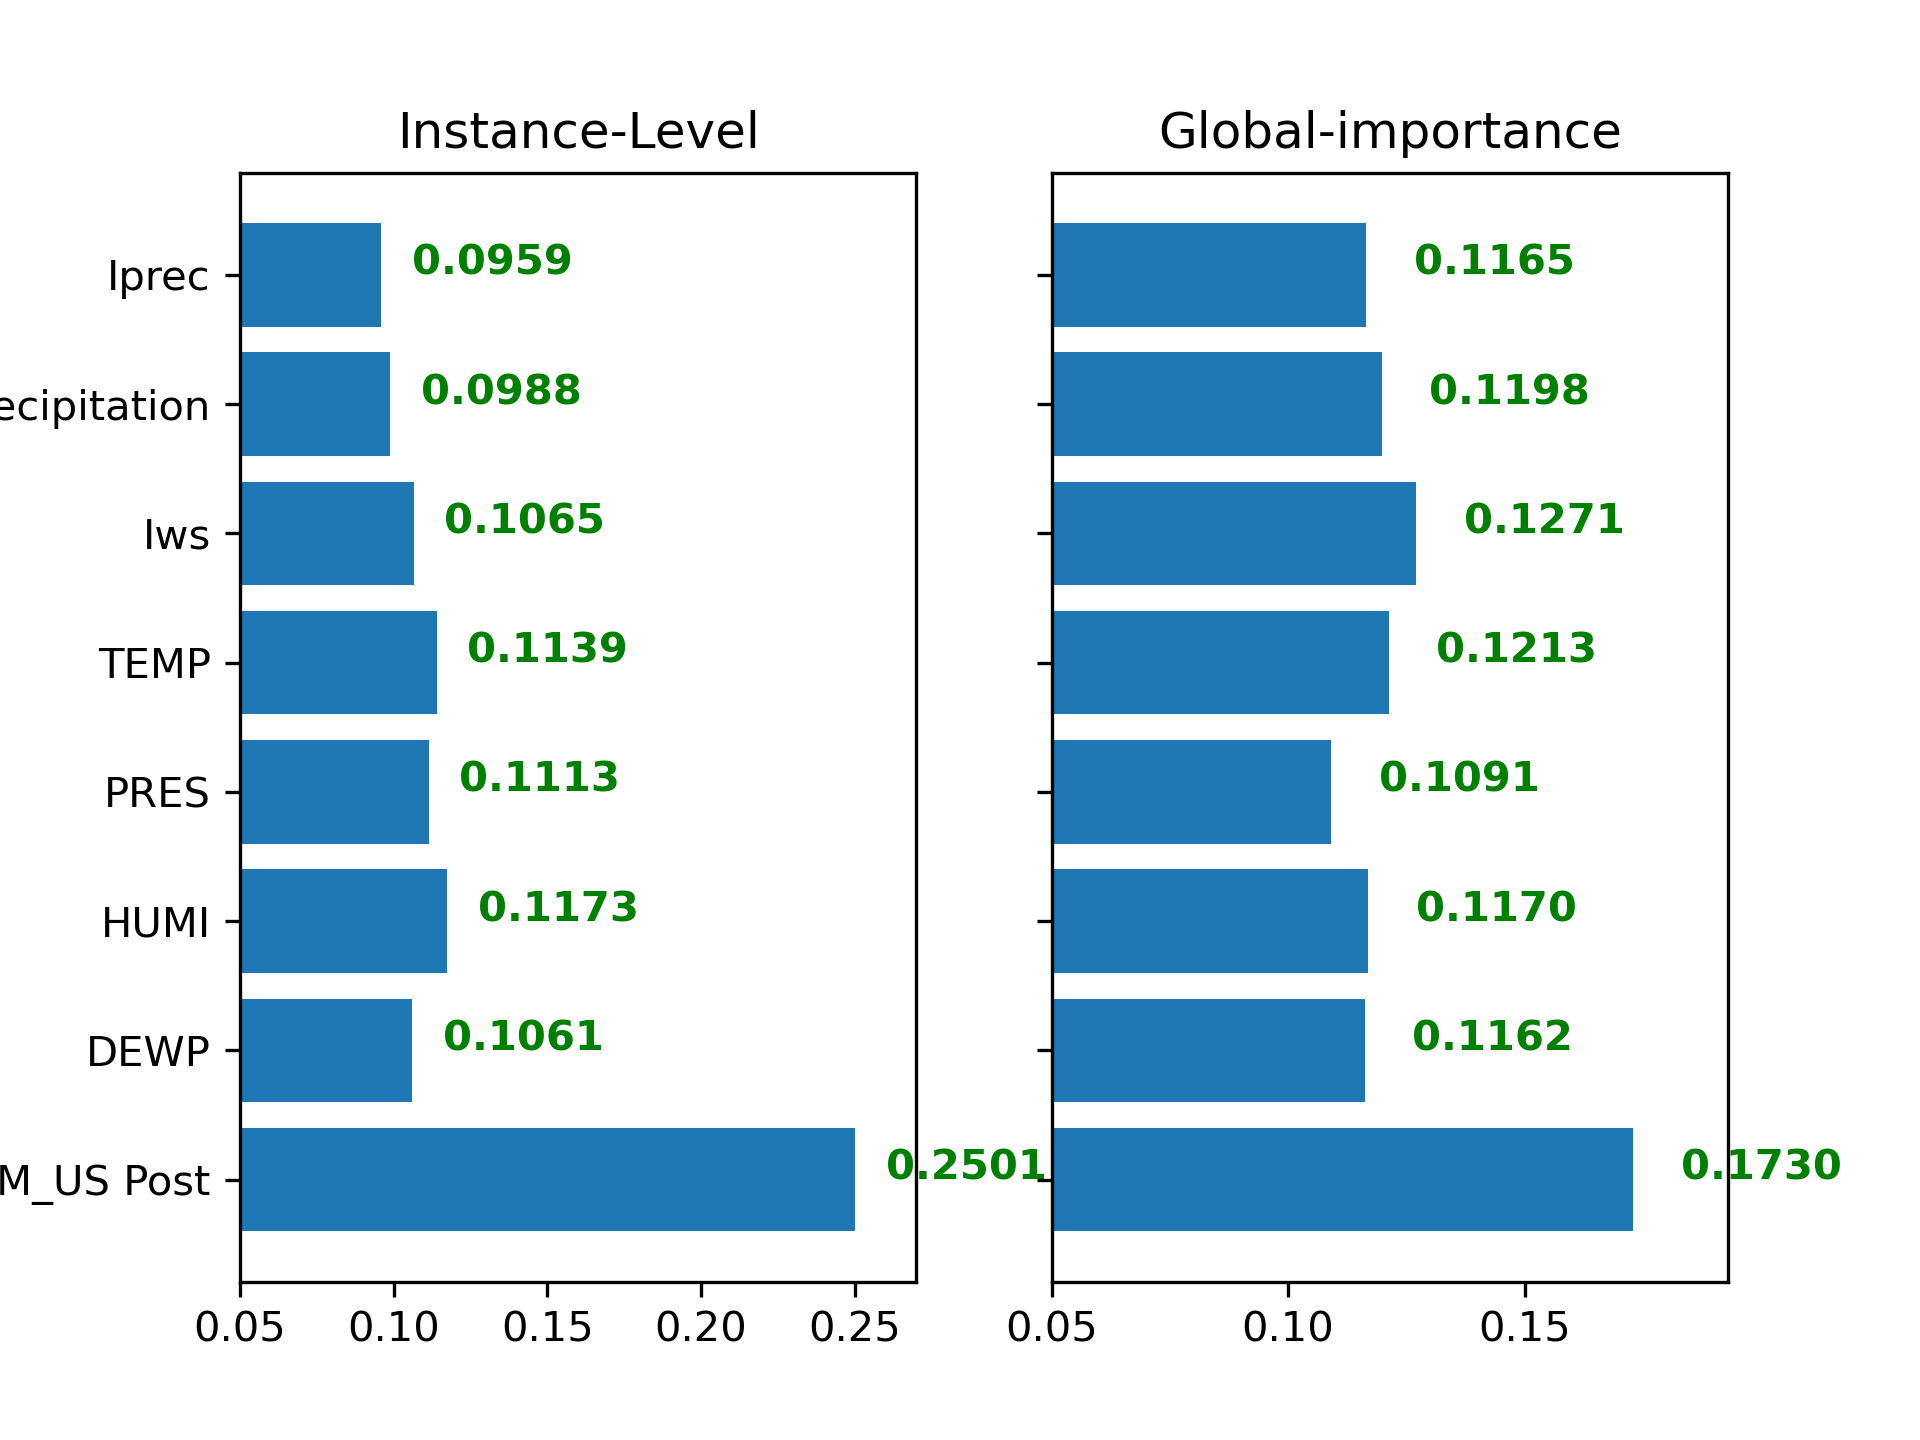 Instance-Level Global-importance
Iprec 0.0959 0.1165
ecipitation 0.0988 0.1198
Iws 0.1065 0.1271
TEMP 0.1139 0.1213
PRES 0.1113 0.1091
HUMI 0.1173 0.1170
DEWP 0.1061 0.1162
M_US Post 0.2501 0.1730
0.05 0.10 0.15 0.20 0.25 0.05 0.10 0.15